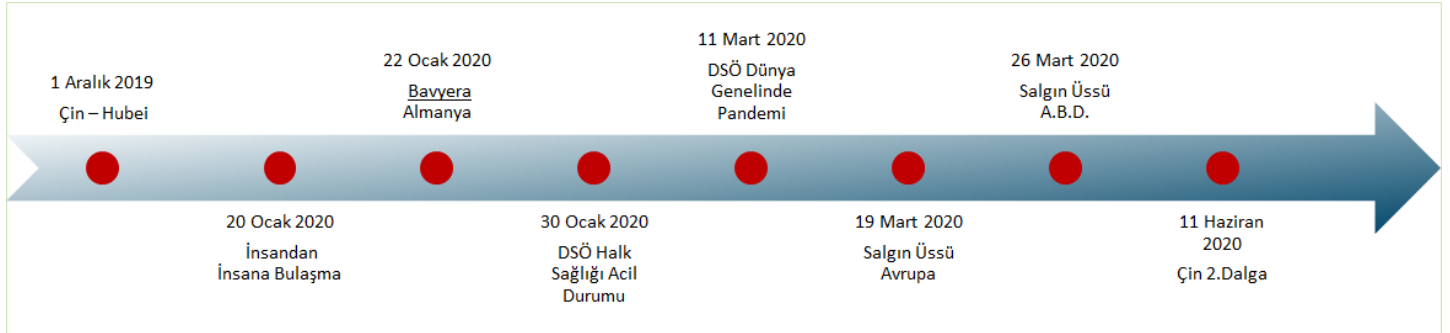 1 Aralık 2019
Çin – Hubei
20 Ocak 2020
İnsandan
İnsana Bulaşma
22 Ocak 2020
Bavyera
Almanya
30 Ocak 2020
DSÖ Halk
Sağlığı Acil
Durumu
11 Mart 2020
DSÖ Dünya
Genelinde
Pandemi
19 Mart 2020
Salgın Üssü
Avrupa
26 Mart 2020
Salgın Üssü
A.B.D.
11 Haziran
2020
Çin 2.Dalga